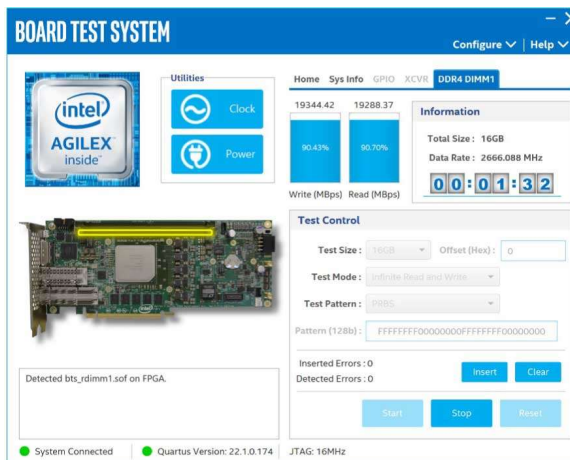 BOARD TEST SYSTEM
Configure | Help
intel
AGILEX
inside
Utilities
Clock
Power
Home Sys Info GPIO XCVR DDR4 DIMM1
19344.42 19288.37
90.43% 90.70%
Write (MBps) Read (MBps)
Information
Total Size : 16GB
Data Rate : 2666.088 MHz
00:01:32
Test Control
Test Size : 16GB Offset (Hex) : 0
Test Mode : Infinite Read and Write
Test Pattern : PRBS
Pattern (128b) : FFFFFFFF00000000FFFFFFFF00000000
Inserted Errors : 0
Detected Errors : 0
Insert Clear
Start Stop Reset
Detected bts_rdimm1.sof on FPGA.
System Connected Quartus Version: 22.1.0.174 JTAG: 16MHz